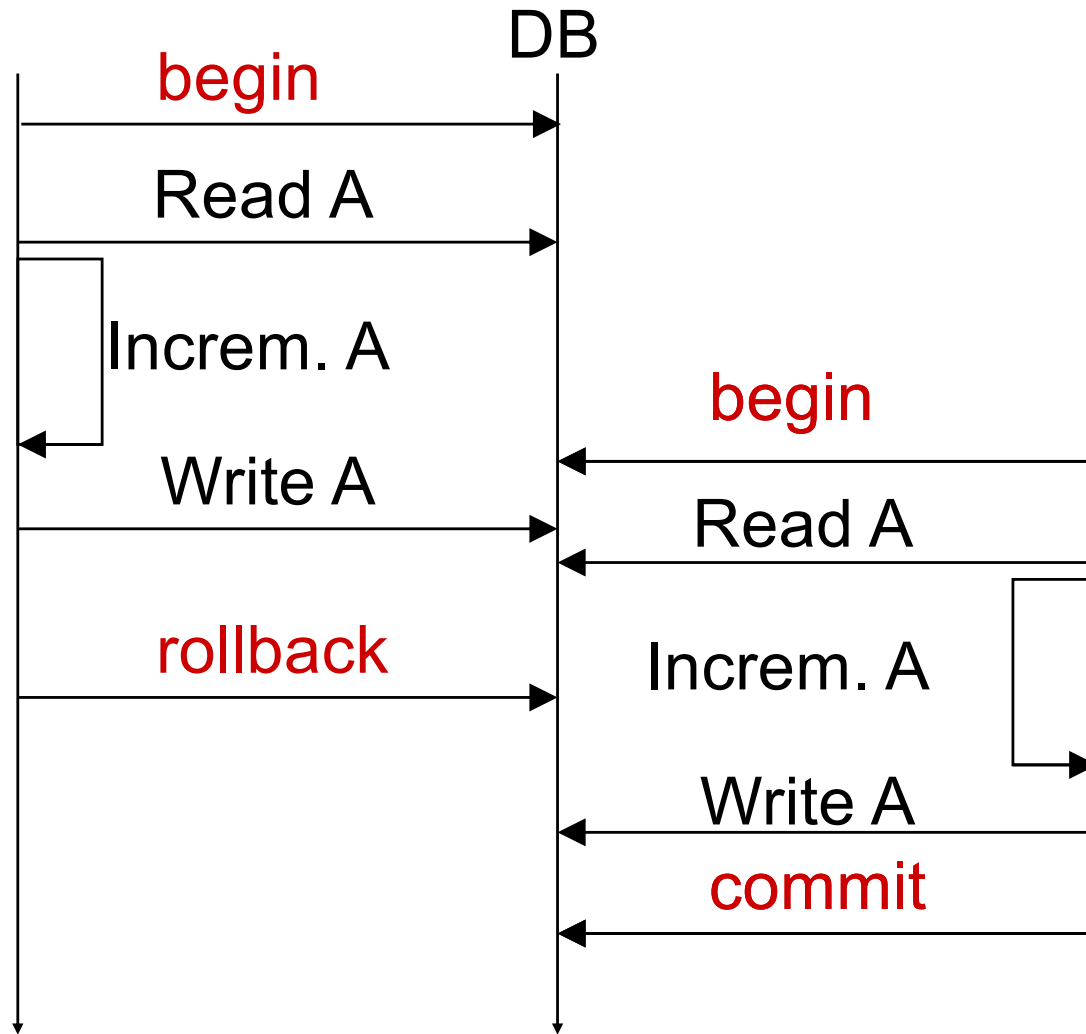 DB
begin
Read A
Increm. A
begin
Write A
Read A
rollback
Increm. A
Write A
commit